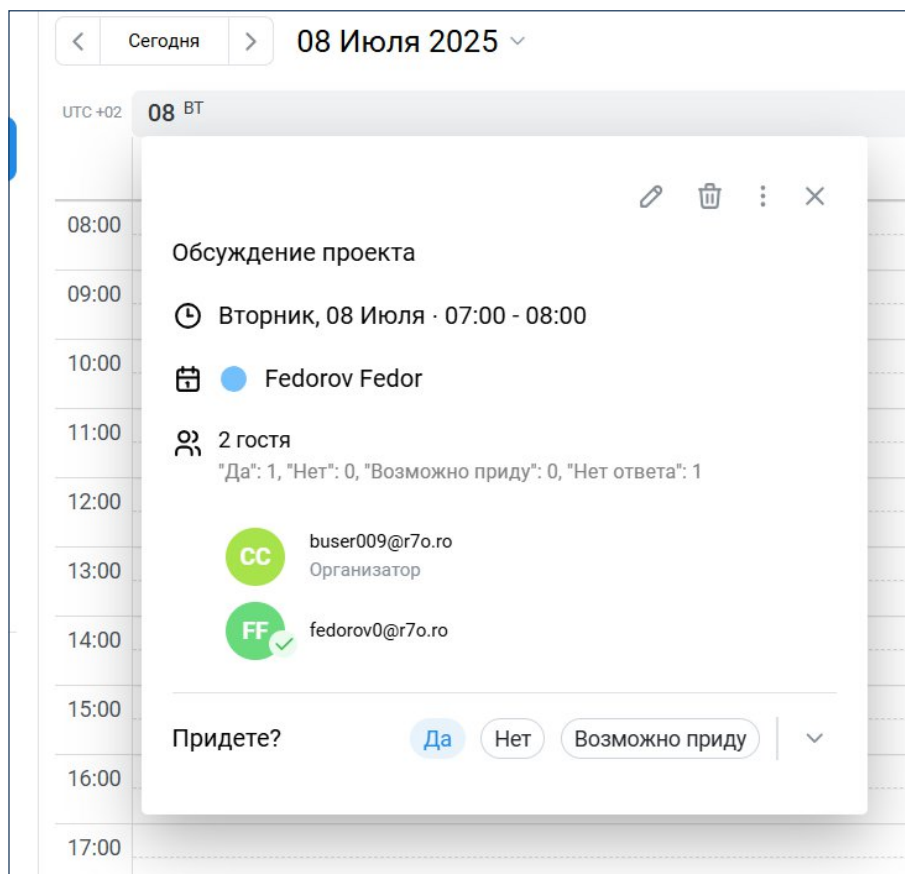 Сегодня 08 Июля 2025
UTC +02 08 ВТ
Обсуждение проекта
08:00
09:00
Вторник, 08 Июля · 07:00 - 08:00
10:00
Fedorov Fedor
11:00
2 гостя
"Да": 1, "Нет": 0, "Возможно приду": 0, "Нет ответа": 1
12:00
CC
buser009@r7o.ro
Организатор
13:00
14:00
FF
fedorov0@r7o.ro
15:00
Придете? Да Нет Возможно приду
16:00
17:00